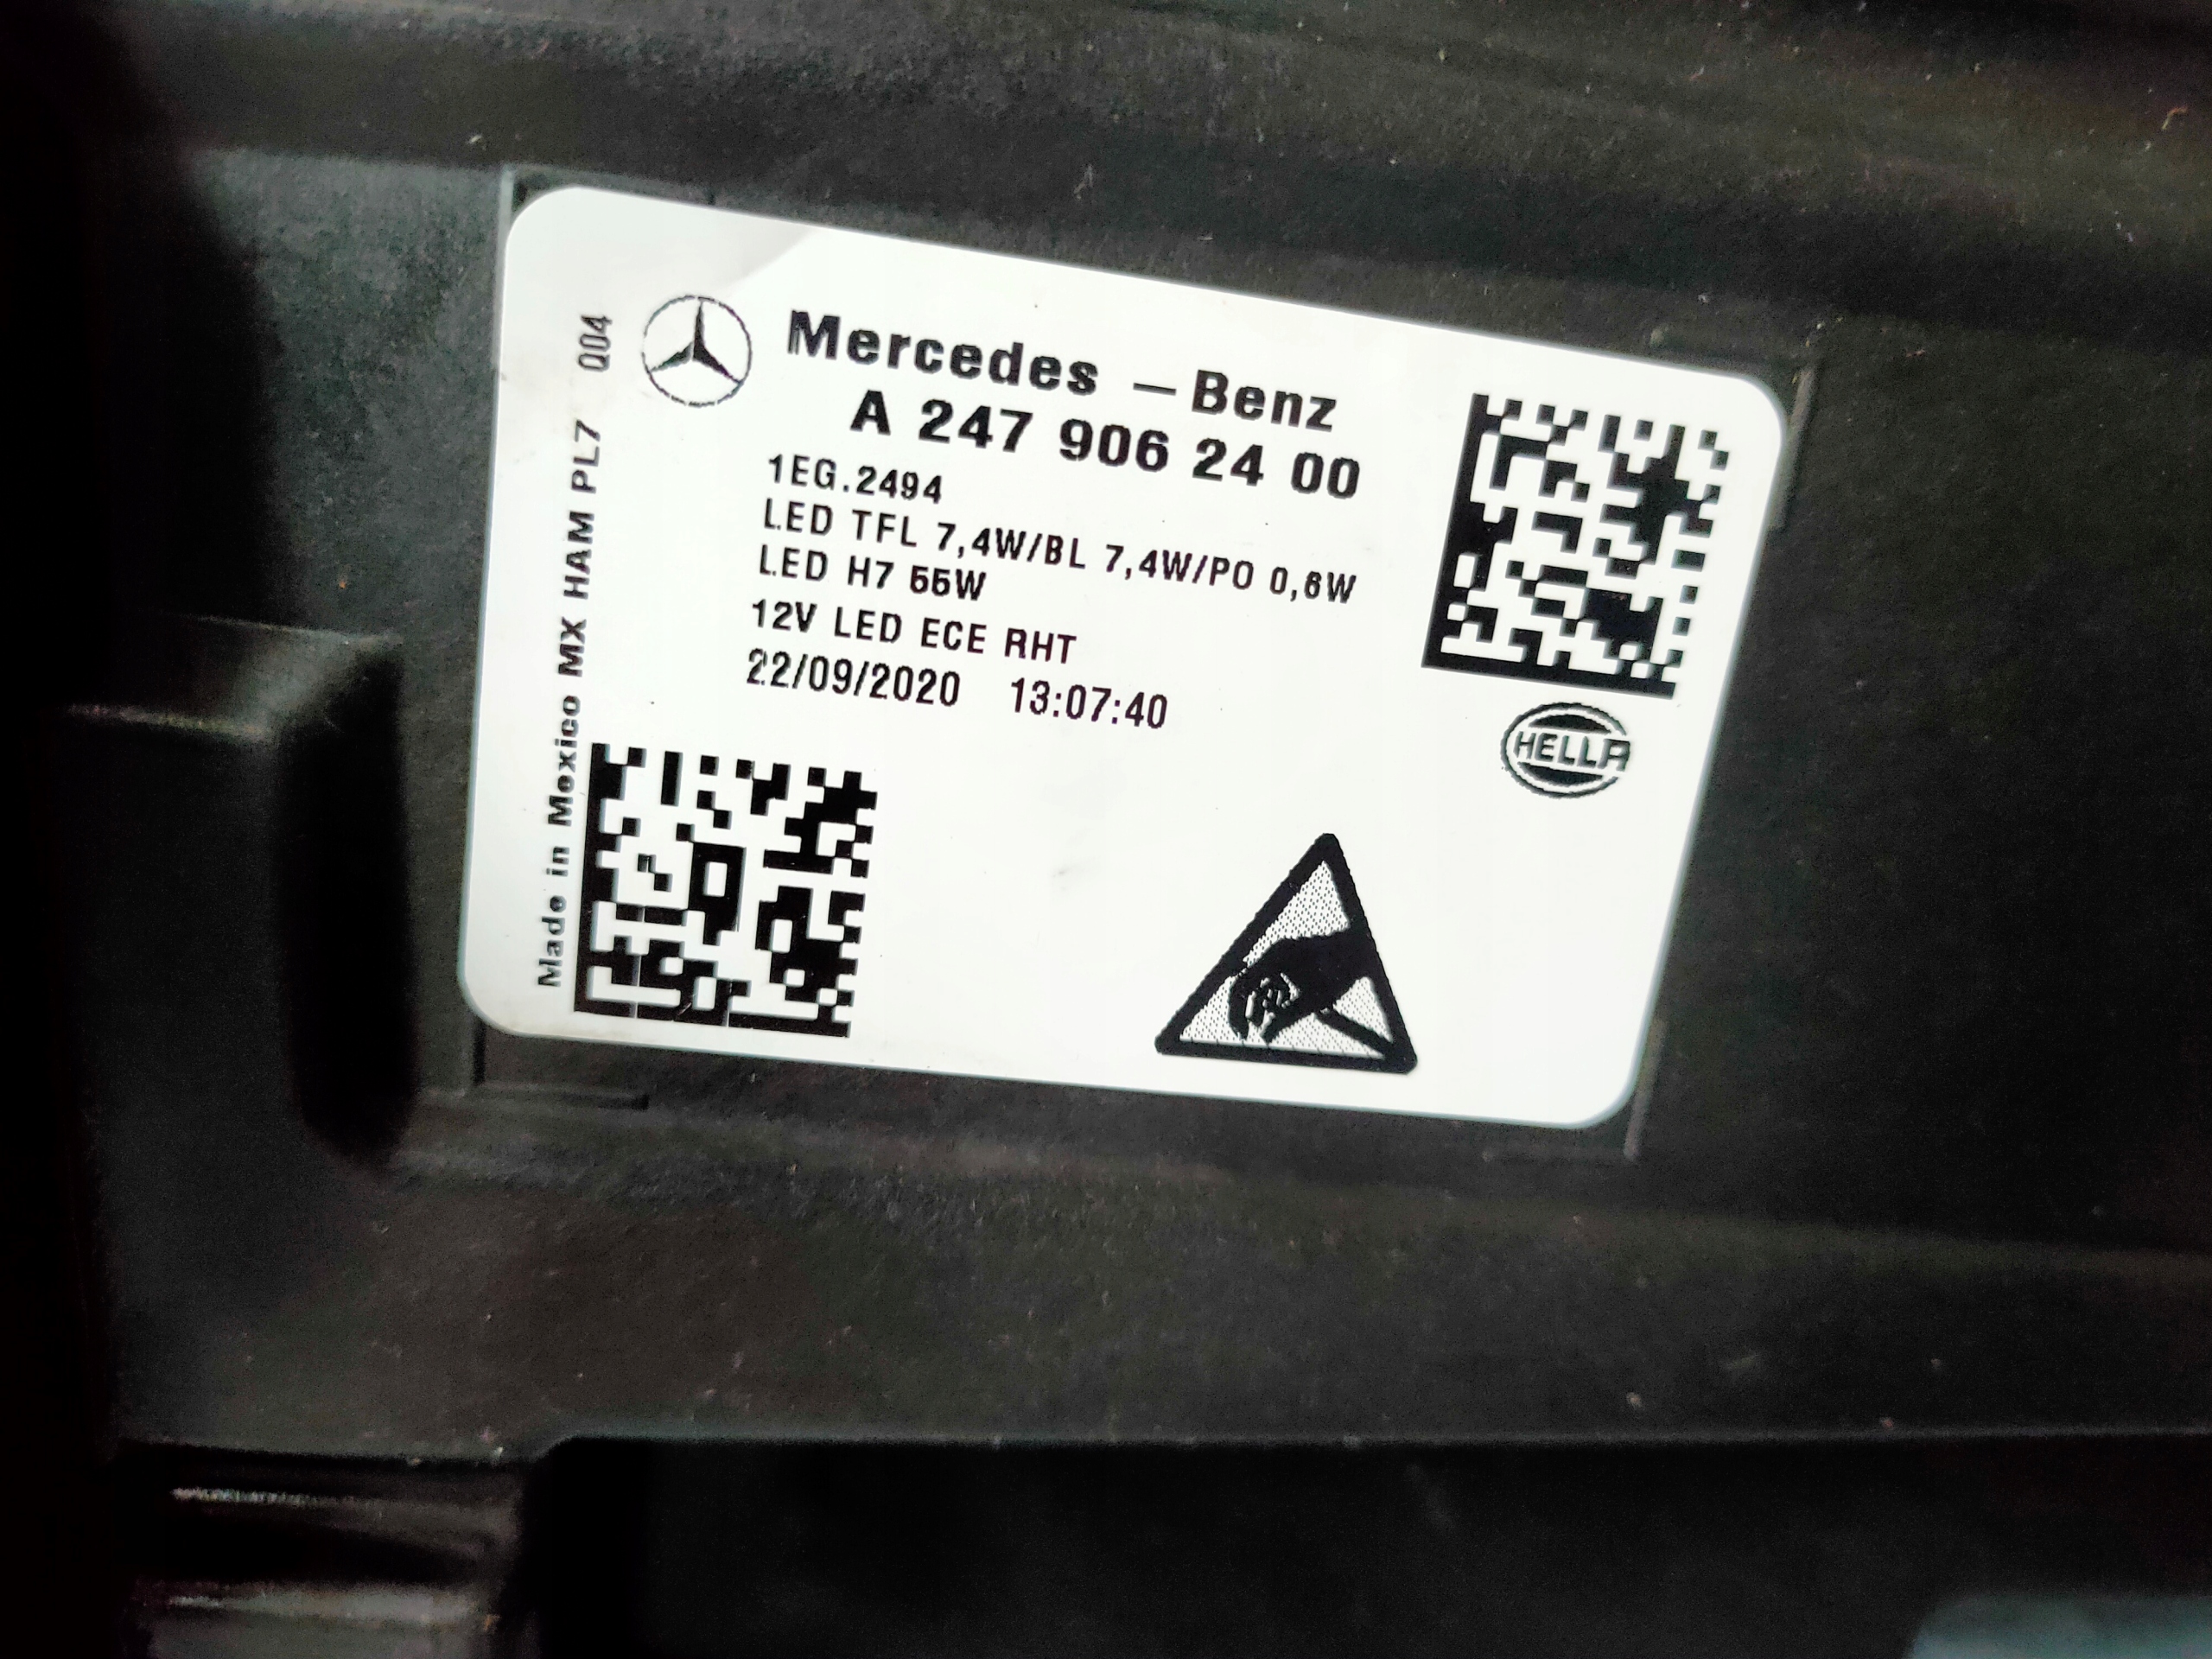 Mercedes – Benz
A 247 906 24 00
1EG.2494
LED TFL 7,4W/BL 7,4W/PO 0,6W
LED H7 55W
12V LED ECE RHT
22/09/2020 13:07:40
HELLA
Made in Mexico MX HAM PL7 Q04